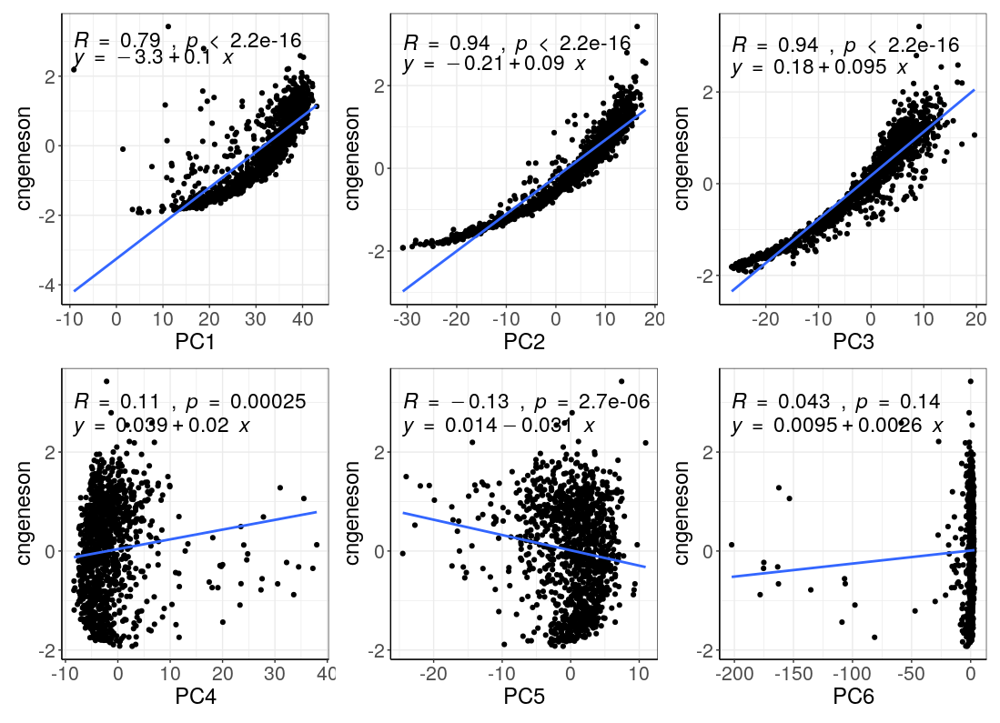 R = 0.79 , p < 2.2e-16
y = −3.3 + 0.1 x
cngeneson
2
0
-2
-4
-10 0 10 20 30 40
PC1
R = 0.94 , p < 2.2e-16
y = −0.21 + 0.09 x
cngeneson
2
0
-2
-30 -20 -10 0 10 20
PC2
R = 0.94 , p < 2.2e-16
y = 0.18 + 0.095 x
cngeneson
2
0
-2
-20 -10 0 10 20
PC3
R = 0.11 , p = 0.00025
y = 0.039 + 0.02 x
cngeneson
2
0
-2
-10 0 10 20 30 40
PC4
R = −0.13 , p = 2.7e-06
y = 0.014 − 0.031 x
cngeneson
2
0
-2
-20 -10 0 10
PC5
R = 0.043 , p = 0.14
y = 0.0095 + 0.0026 x
cngeneson
2
0
-2
-200 -150 -100 -50 0
PC6